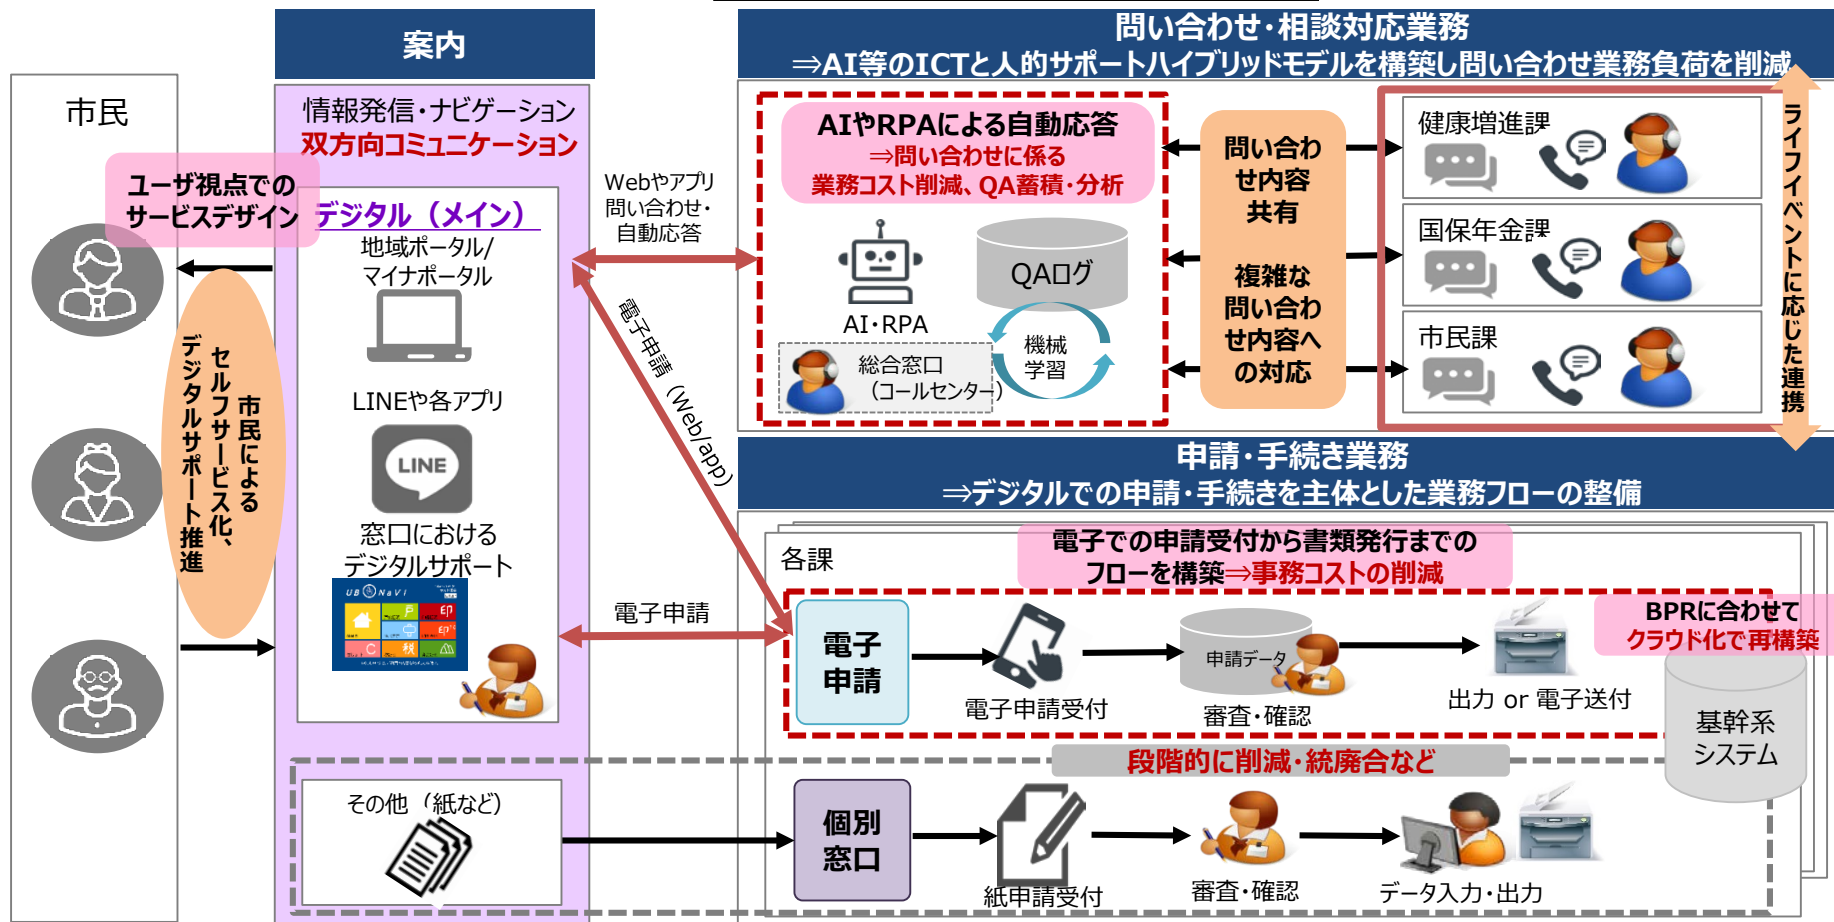 案内
問い合わせ・相談対応業務
⇒AI等のICTと人的サポートハイブリッドモデルを構築し問い合わせ業務負荷を削減
市民
ユーザ視点での
サービスデザイン
市民による
セルフサービス化、
デジタルサポート推進
情報発信・ナビゲーション
双方向コミュニケーション
デジタル（メイン）
地域ポータル/
マイナポータル
LINEや各アプリ
LINE
窓口における
デジタルサポート
UB NaVi
その他（紙など）
Webやアプリ
問い合わせ・
自動応答
電子申請（Web/app）
電子申請
AIやRPAによる自動応答
⇒問い合わせに係る
業務コスト削減、QA蓄積・分析
AI・RPA
QAログ
機械
学習
総合窓口
（コールセンター）
問い合わ
せ内容
共有
複雑な
問い合わ
せ内容へ
の対応
健康増進課
国保年金課
市民課
ライフイベントに応じた連携
申請・手続き業務
⇒デジタルでの申請・手続きを主体とした業務フローの整備
各課
電子での申請受付から書類発行までの
フローを構築⇒事務コストの削減
BPRに合わせて
クラウド化で再構築
電子
申請
電子申請受付
申請データ
審査・確認
出力 or 電子送付
基幹系
システム
段階的に削減・統廃合など
個別
窓口
紙申請受付
審査・確認
データ入力・出力